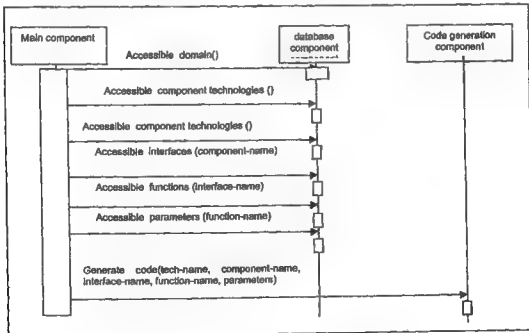 Main component
database
component
Code generation
component
Accessible domain()
Accessible component technologies ()
Accessible component technologies ()
Accessible interfaces (component-name)
Accessible functions (interface-name)
Accessible parameters (function-name)
Generate code(tech-name, component-name,
interface-name, function-name, parameters)